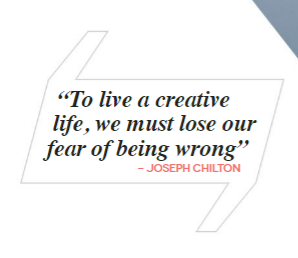 “To live a creative
life, we must lose our
fear of being wrong”
– JOSEPH CHILTON